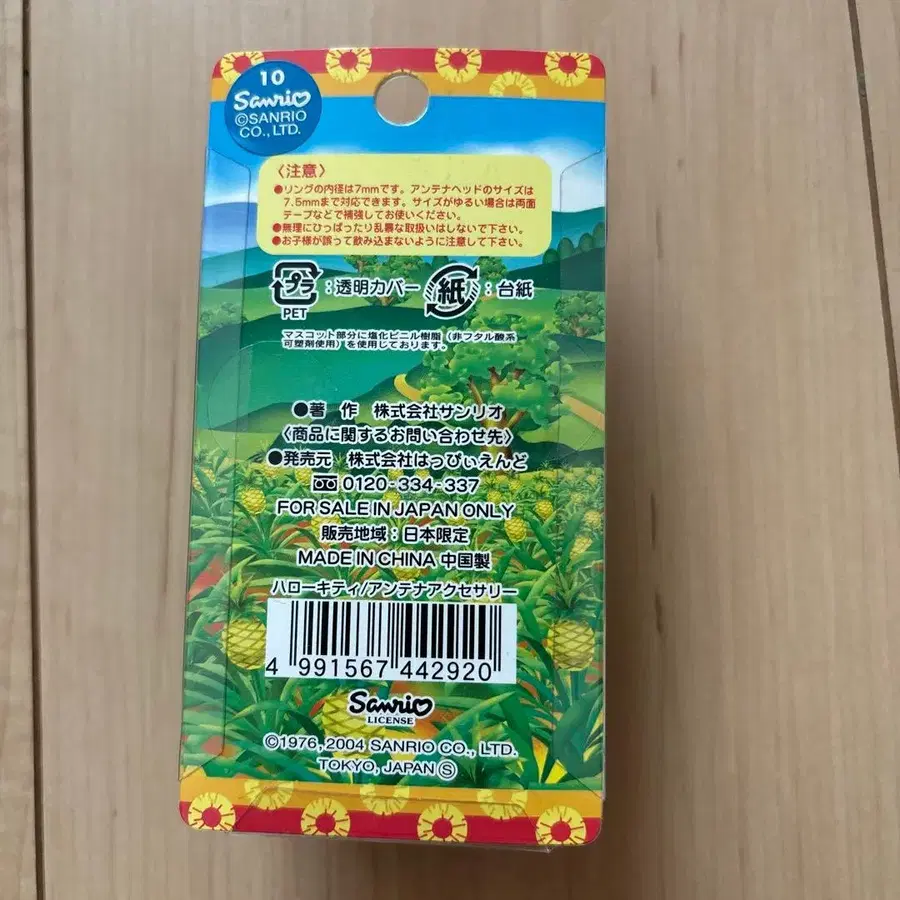 10
Sanrio
©SANRIO
CO., LTD.
〈注意〉
●リングの内径は7mmです。アンテナヘッドのサイズは
7.5mmまで対応できます。サイズがゆるい場合は両面
テープなどで補強してお使いください。
●無理にひっぱったり乱暴な取扱いはしないで下さい。
●お子様が誤って飲み込まないように注意して下さい。
プラ:透明カバー 紙:台紙
PET
マスコット部分に塩化ビニル樹脂(非フタル酸系
可塑剤使用)を使用しております。
●著 作 株式会社サンリオ
〈商品に関するお問い合わせ先〉
●発売元 株式会社はっぴぃえんど
0120-334-337
FOR SALE IN JAPAN ONLY
販売地域:日本限定
MADE IN CHINA 中国製
ハローキティ/アンテナアクセサリー
4 991567 442920
Sanrio
LICENSE
©1976, 2004 SANRIO CO., LTD.
TOKYO, JAPAN Ⓢ